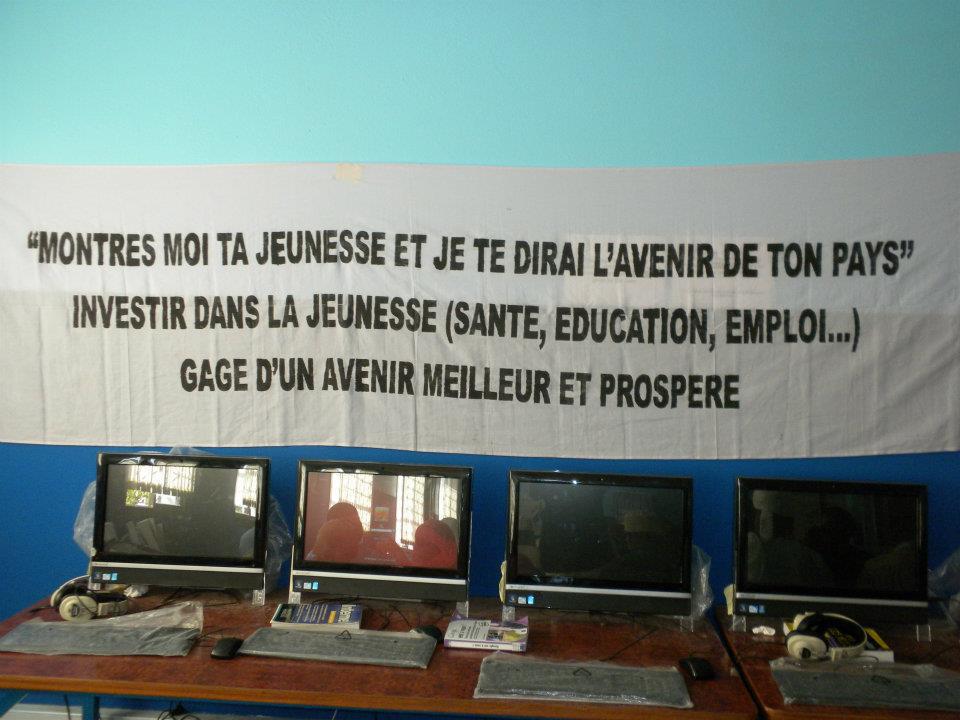 “MONTRES MOI TA JEUNESSE ET JE TE DIRAI L’AVENIR DE TON PAYS”
INVESTIR DANS LA JEUNESSE (SANTE, EDUCATION, EMPLOI...)
GAGE D’UN AVENIR MEILLEUR ET PROSPERE